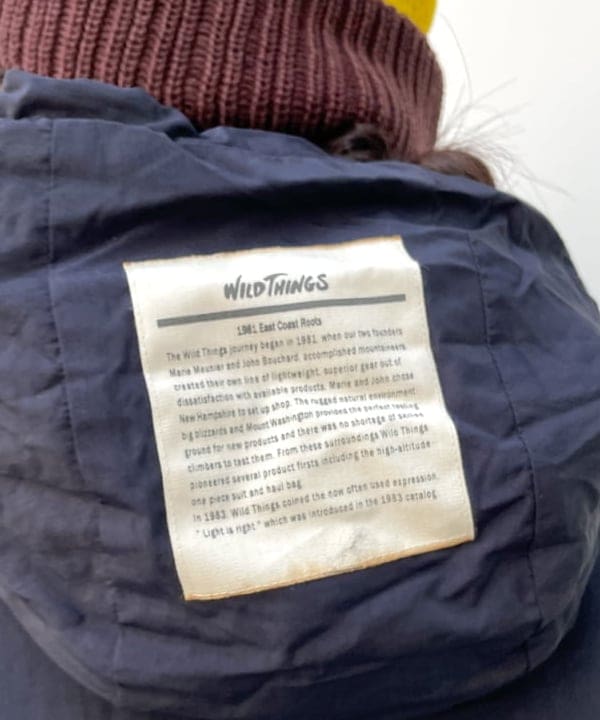 WILDTHINGS
1981 East Coast Roots
The Wild Things journey began in 1981, when our two founders
Marie Meunier and John Bouchard, accomplished mountaineers
created their own line of lightweight, superior gear out of
dissatisfaction with available products. Marie and John chose
New Hampshire to set up shop. The rugged natural environment
big blizzards and Mount Washington provides the perfect testing
ground for new products and there was no shortage of serious
climbers to test them. From these surroundings Wild Things
pioneered several product firsts including the high-altitude
one piece suit and haul bag.
In 1983, Wild Things coined the now often used expression,
" Light is right " which was introduced in the 1983 catalog